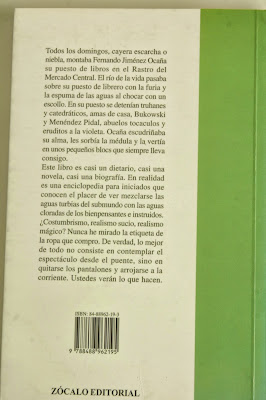 Todos los domingos, cayera escarcha o
niebla, montaba Fernando Jiménez Ocaña
su puesto de libros en el Rastro del
Mercado Central. El río de la vida pasaba
sobre su puesto de librero con la furia y
la espuma de las aguas al chocar con un
escollo. En su puesto se detenían truhanes
y catedráticos, amas de casa, Bukowski
y Menéndez Pidal, abuelos tocaculos y
eruditos a la violeta. Ocaña escudriñaba
su alma, les sorbía la médula y la vertía
en unos pequeños blocs que siempre lleva
consigo.
Este libro es casi un dietario, casi una
novela, casi una biografía. En realidad
es una enciclopedia para iniciados que
conocen el placer de ver mezclarse las
aguas turbias del submundo con las aguas
cloradas de los bienpensantes e instruidos.
¿Costumbrismo, realismo sucio, realismo
mágico? Nunca he mirado la etiqueta de
la ropa que compro. De verdad, lo mejor
de todo no consiste en contemplar el
espectáculo desde el puente, sino en
quitarse los pantalones y arrojarse a la
corriente. Ustedes verán lo que hacen.
ISBN: 84-88962-19-3
9 788488 962195
ZÓCALO EDITORIAL